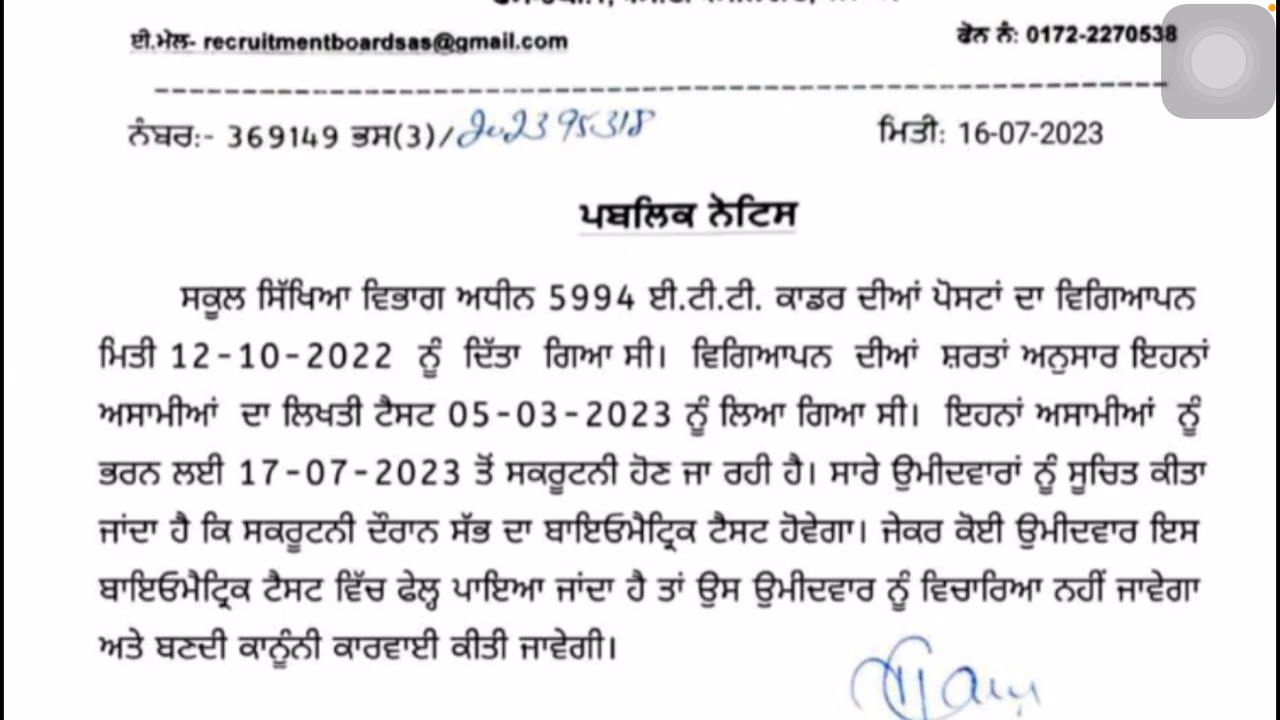 ਈ.ਮੇਲ- recruitmentboardsas@gmail.com ਫੋਨ ਨੰ: 0172-2270538
ਨੰਬਰ:- 369149 ਭਸ(3)/202395318 ਮਿਤੀ: 16-07-2023
ਪਬਲਿਕ ਨੋਟਿਸ
ਸਕੂਲ ਸਿੱਖਿਆ ਵਿਭਾਗ ਅਧੀਨ 5994 ਈ.ਟੀ.ਟੀ. ਕਾਡਰ ਦੀਆਂ ਪੋਸਟਾਂ ਦਾ ਵਿਗਿਆਪਨ
ਮਿਤੀ 12-10-2022 ਨੂੰ ਦਿੱਤਾ ਗਿਆ ਸੀ। ਵਿਗਿਆਪਨ ਦੀਆਂ ਸ਼ਰਤਾਂ ਅਨੁਸਾਰ ਇਹਨਾਂ
ਅਸਾਮੀਆਂ ਦਾ ਲਿਖਤੀ ਟੈਸਟ 05-03-2023 ਨੂੰ ਲਿਆ ਗਿਆ ਸੀ। ਇਹਨਾਂ ਅਸਾਮੀਆਂ ਨੂੰ
ਭਰਨ ਲਈ 17-07-2023 ਤੋਂ ਸਕਰੂਟਨੀ ਹੋਣ ਜਾ ਰਹੀ ਹੈ। ਸਾਰੇ ਉਮੀਦਵਾਰਾਂ ਨੂੰ ਸੂਚਿਤ ਕੀਤਾ
ਜਾਂਦਾ ਹੈ ਕਿ ਸਕਰੂਟਨੀ ਦੌਰਾਨ ਸੱਭ ਦਾ ਬਾਇਓਮੈਟ੍ਰਿਕ ਟੈਸਟ ਹੋਵੇਗਾ। ਜੇਕਰ ਕੋਈ ਉਮੀਦਵਾਰ ਇਸ
ਬਾਇਓਮੈਟ੍ਰਿਕ ਟੈਸਟ ਵਿੱਚ ਫੇਲ੍ਹ ਪਾਇਆ ਜਾਂਦਾ ਹੈ ਤਾਂ ਉਸ ਉਮੀਦਵਾਰ ਨੂੰ ਵਿਚਾਰਿਆ ਨਹੀਂ ਜਾਵੇਗਾ
ਅਤੇ ਬਣਦੀ ਕਾਨੂੰਨੀ ਕਾਰਵਾਈ ਕੀਤੀ ਜਾਵੇਗੀ।